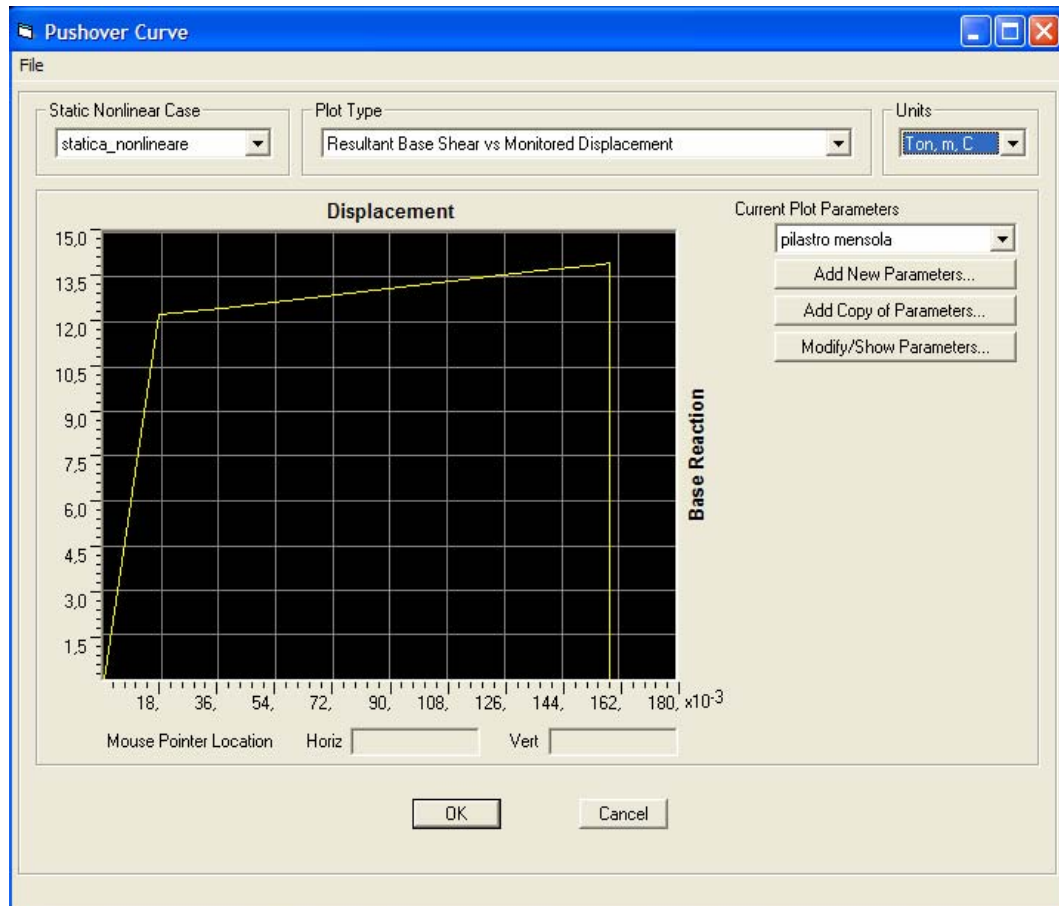 Pushover Curve
File
Static Nonlinear Case
statica_nonlineare
Plot Type
Resultant Base Shear vs Monitored Displacement
Units
Ton, m, C
Displacement
Current Plot Parameters
pilastro mensola
Add New Parameters...
Add Copy of Parameters...
Modify/Show Parameters...
15,0
13,5
12,0
10,5
9,0
7,5
6,0
4,5
3,0
1,5
Base Reaction
18, 36, 54, 72, 90, 108, 126, 144, 162, 180, x10-3
Mouse Pointer Location Horiz Vert
OK Cancel